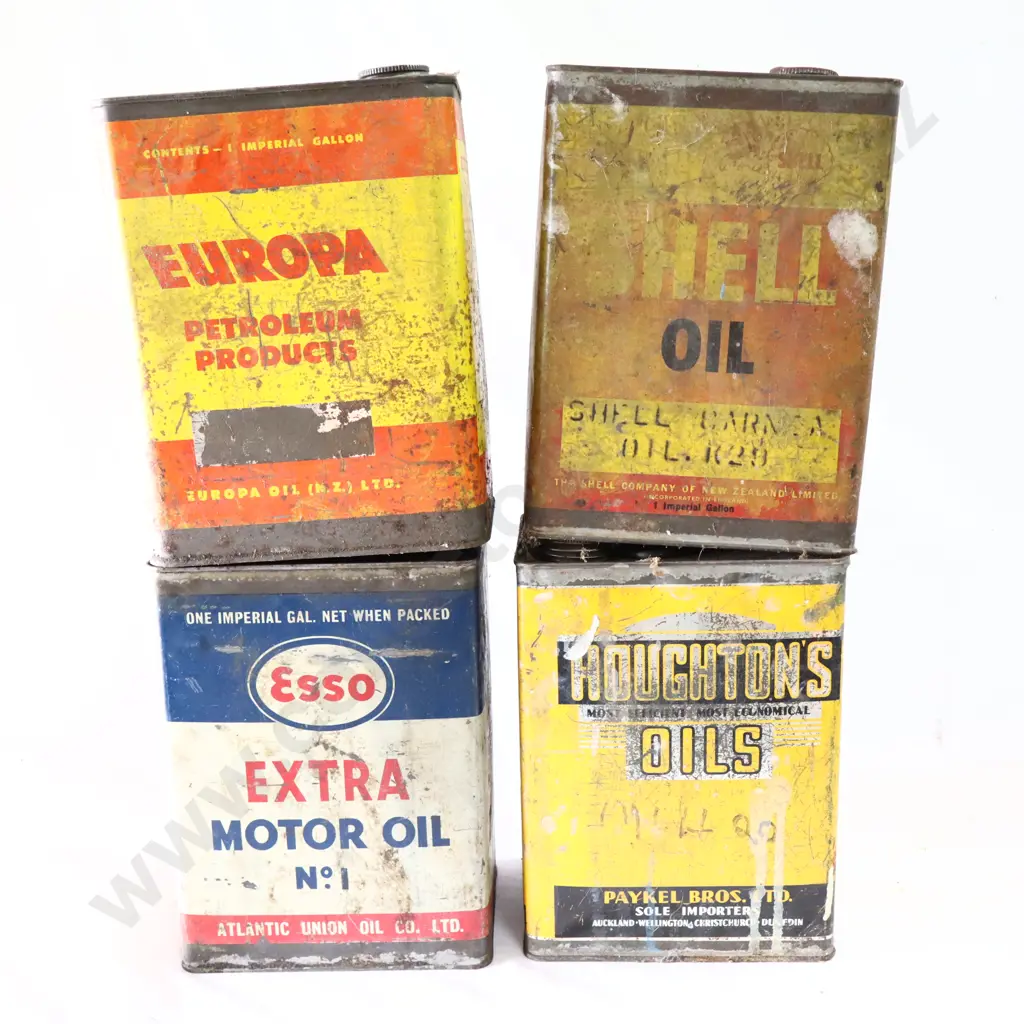 CONTENTS – 1 IMPERIAL GALLON
EUROPA
PETROLEUM
PRODUCTS
EUROPA OIL (N.Z.) LTD.
SHELL
SHELL
OIL
SHELL CARNEA
OIL. R29
THE SHELL COMPANY OF NEW ZEALAND LIMITED
(INCORPORATED IN ENGLAND)
1 Imperial Gallon
ONE IMPERIAL GAL. NET WHEN PACKED
Esso
EXTRA
MOTOR OIL
Nº 1
ATLANTIC UNION OIL CO. LTD.
HOUGHTON'S
MOST EFFICIENT MOST ECONOMICAL
OILS
20
PAYKEL BROS. LTD.
SOLE IMPORTERS
AUCKLAND · WELLINGTON · CHRISTCHURCH · DUNEDIN